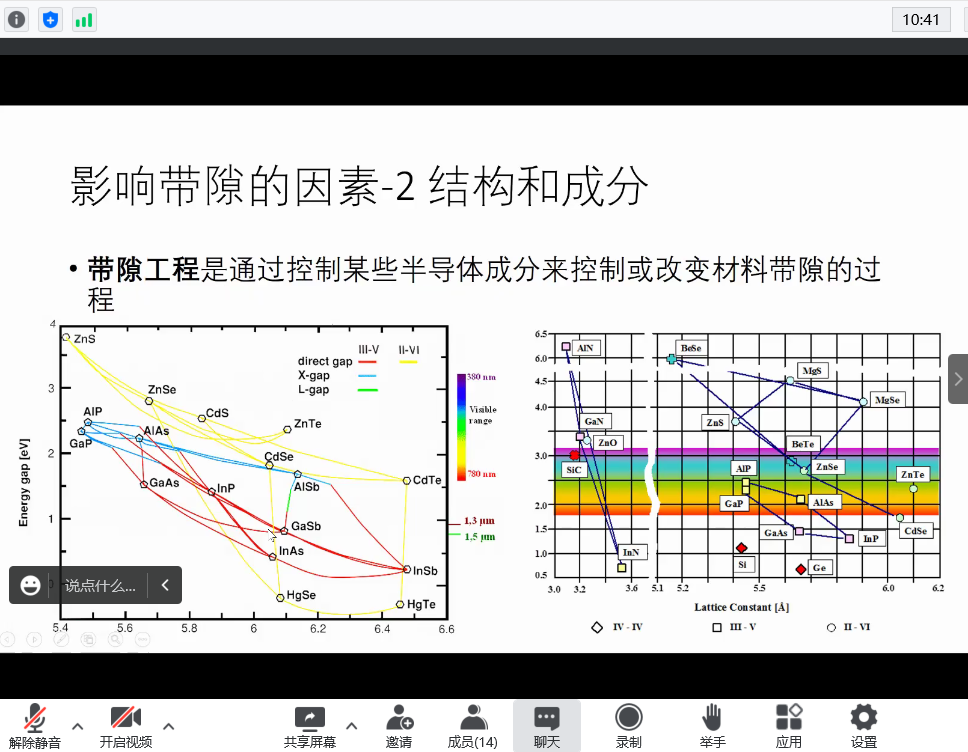 10:41
影响带隙的因素-2 结构和成分
• 带隙工程是通过控制某些半导体成分来控制或改变材料带隙的过
程
4
3
2
1
Energy gap [eV]
III-V
II-VI
direct gap
X-gap
L-gap
ZnS
ZnSe
CdS
ZnTe
AlP
GaP
AlAs
CdSe
CdTe
AlSb
GaAs
InP
GaSb
InAs
InSb
HgSe
HgTe
5.4
5.6
5.8
6
6.2
6.4
6.6
380 nm
Visible
range
780 nm
1,3 µm
1,5 µm
6.5
6.0
4.5
4.0
3.0
2.0
1.5
1.0
0.5
AlN
BeSe
MgS
MgSe
GaN
ZnO
ZnS
BeTe
SiC
AlP
ZnSe
ZnTe
GaP
AlAs
GaAs
InP
CdSe
InN
Si
Ge
3.0
3.2
3.6
5.1
5.2
5.5
6.0
6.2
Lattice Constant [Å]
IV - IV
III - V
II - VI
说点什么...
解除静音
开启视频
共享屏幕
邀请
成员(14)
聊天
录制
举手
应用
设置